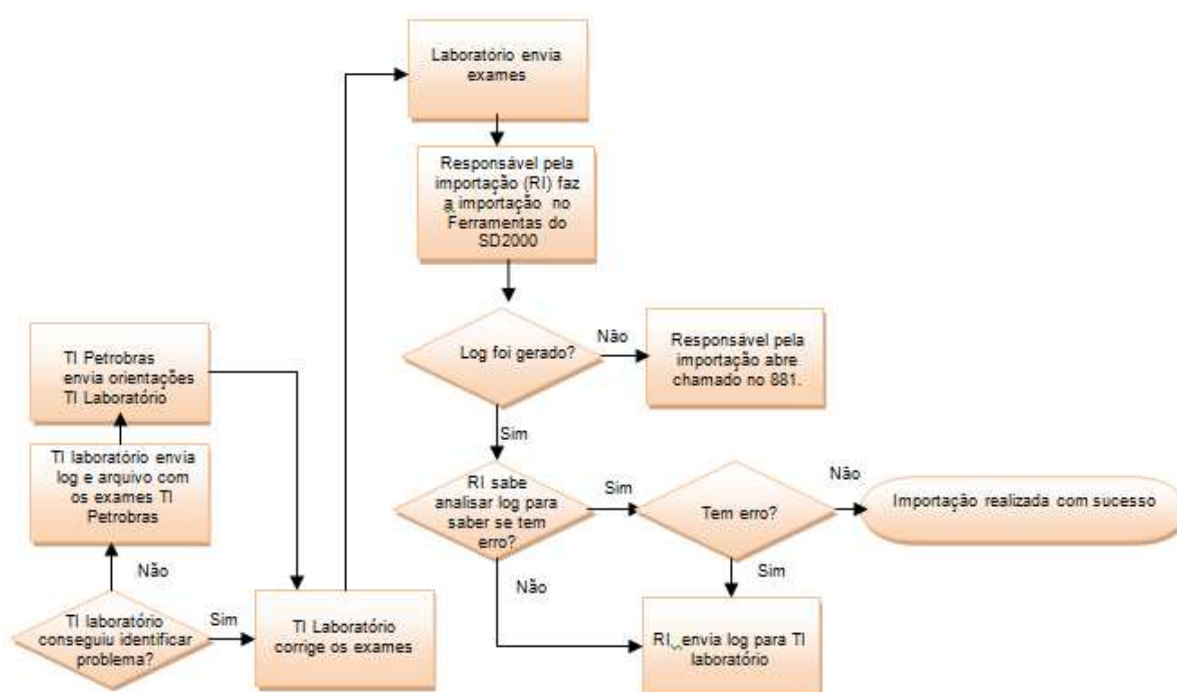 Laboratório envia
exames
Responsável pela
importação (RI) faz
a importação no
Ferramentas do
SD2000
Log foi gerado?
Não
Responsável pela
importação abre
chamado no 881.
Sim
RI sabe
analisar log para
saber se tem
erro?
Sim
Tem erro?
Não
Importação realizada com sucesso
Não
Sim
RI envia log para TI
laboratório
TI Petrobras
envia orientações
TI Laboratório
TI laboratório envia
log e arquivo com
os exames TI
Petrobras
Não
TI laboratório
conseguiu identificar
problema?
Sim
TI Laboratório
corrige os exames